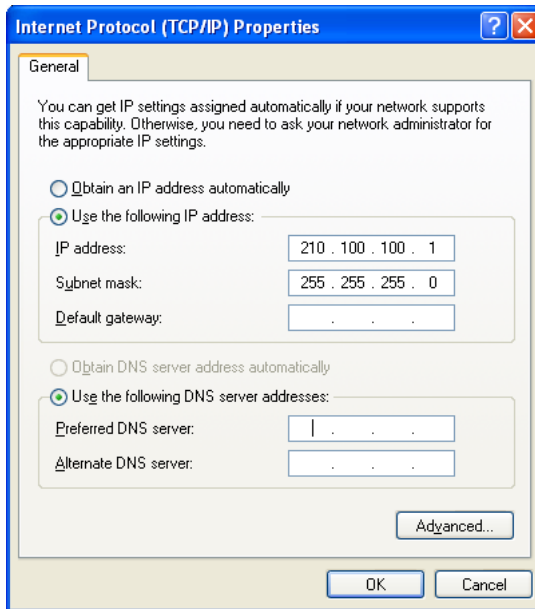 Internet Protocol (TCP/IP) Properties
General
You can get IP settings assigned automatically if your network supports
this capability. Otherwise, you need to ask your network administrator for
the appropriate IP settings.
Obtain an IP address automatically
Use the following IP address:
IP address: 210 . 100 . 100 . 1
Subnet mask: 255 . 255 . 255 . 0
Default gateway: . . .
Obtain DNS server address automatically
Use the following DNS server addresses:
Preferred DNS server: . . .
Alternate DNS server: . . .
Advanced...
OK Cancel